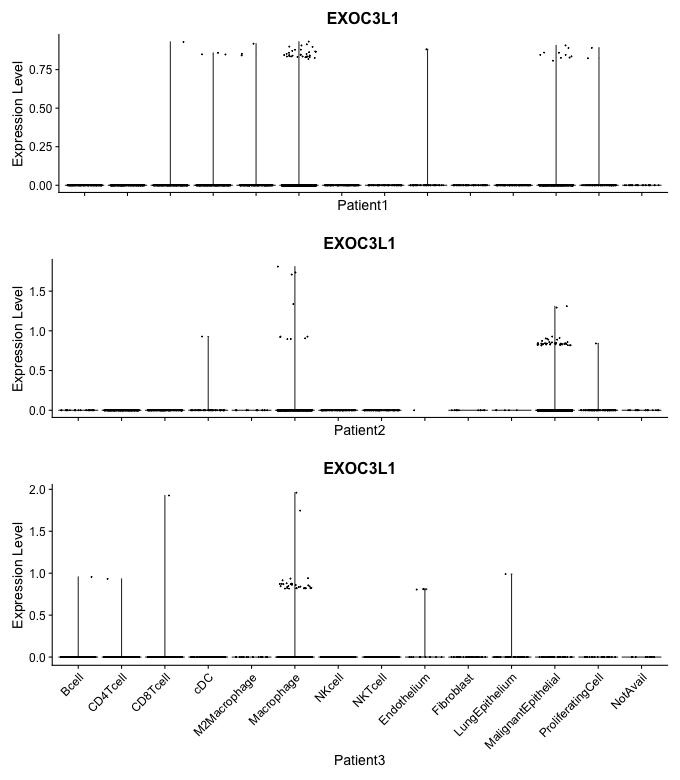 EXOC3L1
Expression Level
0.75
0.50
0.25
0.00
Patient1
EXOC3L1
Expression Level
1.5
1.0
0.5
0.0
Patient2
EXOC3L1
Expression Level
2.0
1.5
1.0
0.5
0.0
Bcell
CD4Tcell
CD8Tcell
cDC
M2Macrophage
Macrophage
NKcell
NKTcell
Endothelium
Fibroblast
LungEpithelium
MalignantEpithelial
ProliferatingCell
NotAvail
Patient3